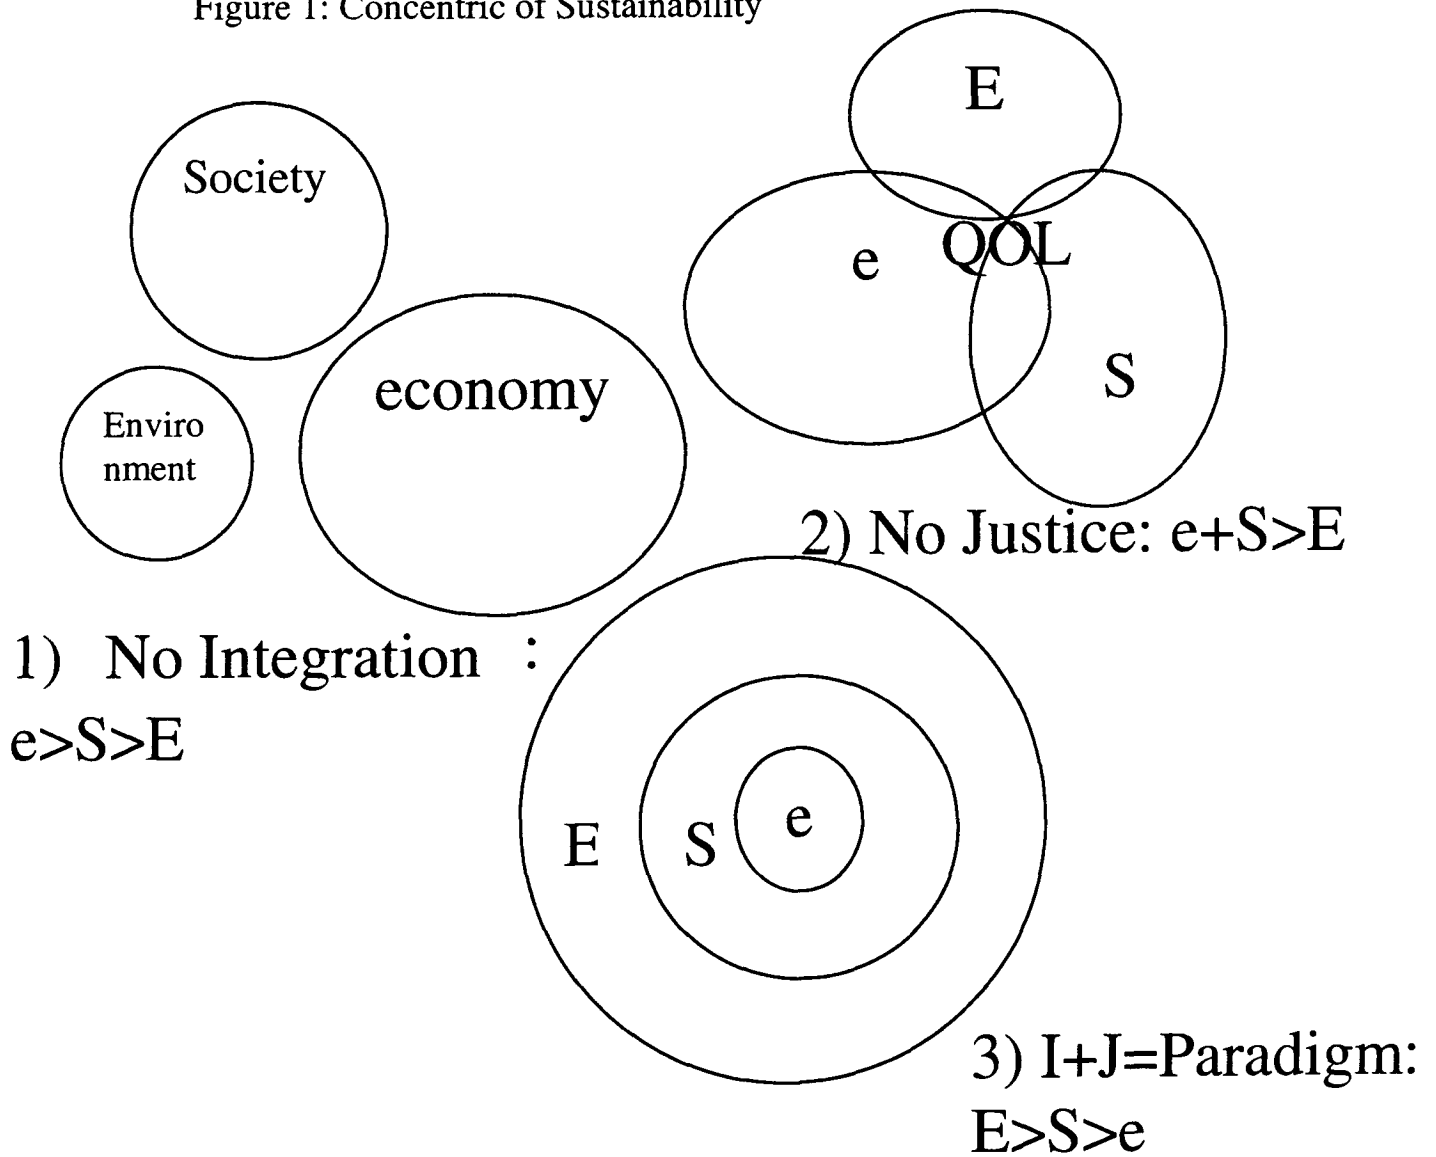 Figure 1: Concentric of Sustainability
Society
economy
Enviro
nment
E
e
QOL
S
2) No Justice: e+S>E
1) No Integration :
e>S>E
E S e
3) I+J=Paradigm:
E>S>e